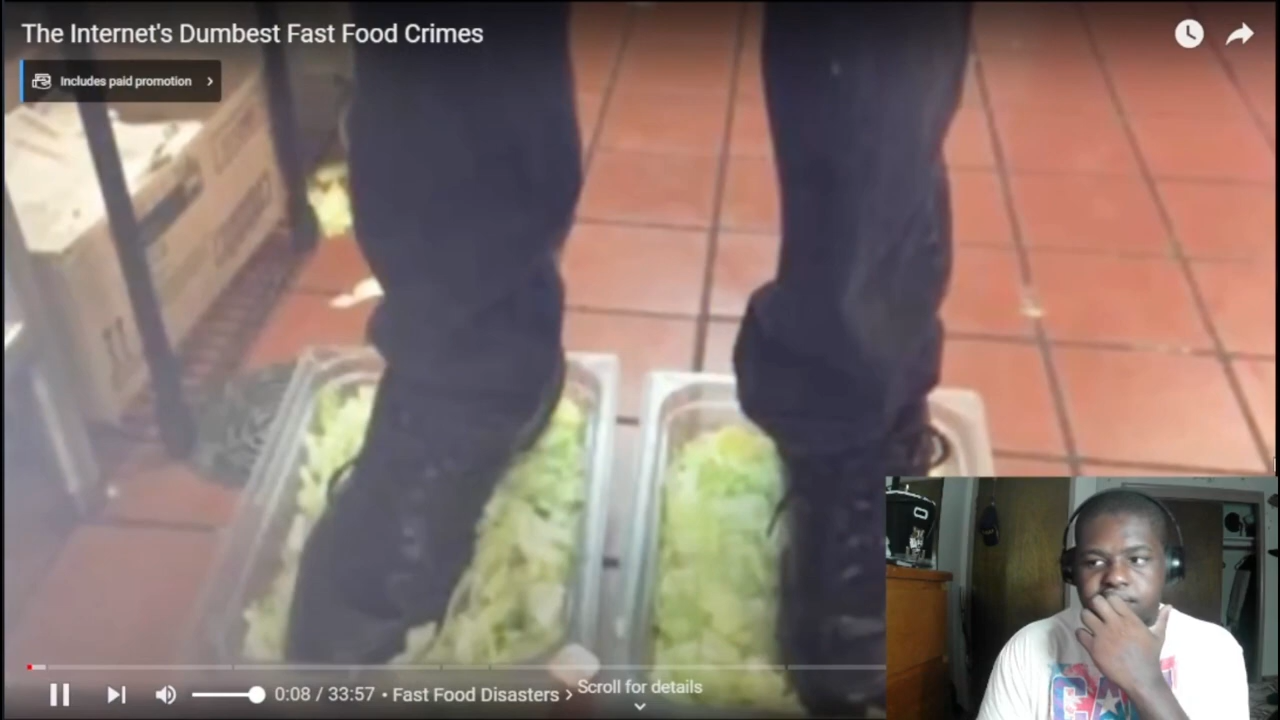 The Internet's Dumbest Fast Food Crimes
Includes paid promotion
0:08 / 33:57 • Fast Food Disasters
Scroll for details